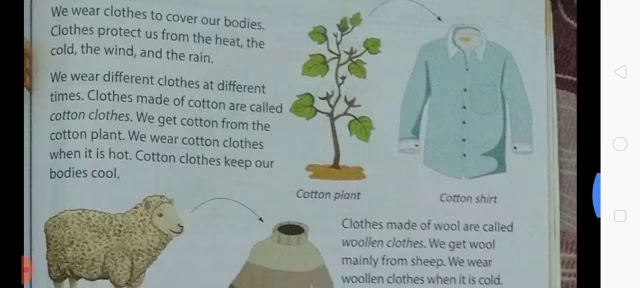 We wear clothes to cover our bodies.
Clothes protect us from the heat, the
cold, the wind, and the rain.
We wear different clothes at different
times. Clothes made of cotton are called
cotton clothes. We get cotton from the
cotton plant. We wear cotton clothes
when it is hot. Cotton clothes keep our
bodies cool.
Cotton plant
Cotton shirt
Clothes made of wool are called
woollen clothes. We get wool
mainly from sheep. We wear
woollen clothes when it is cold.